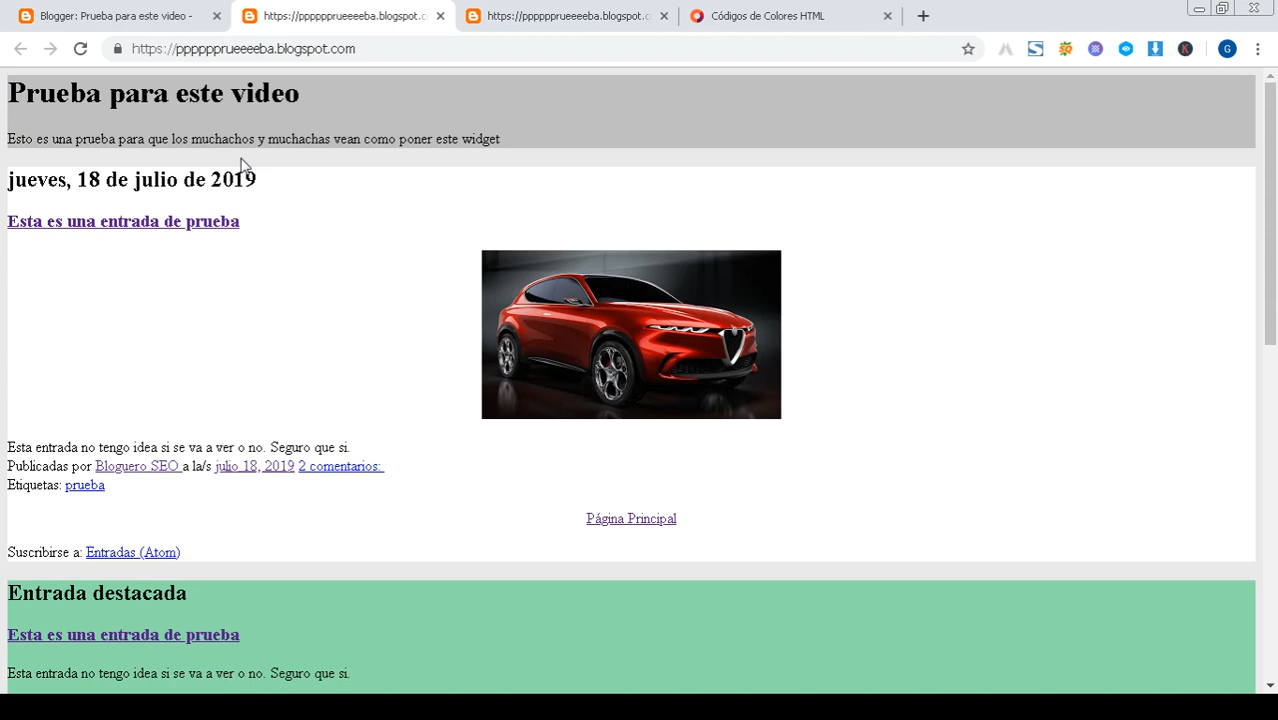 Blogger: Prueba para este video -
https://ppppppprueeeeba.blogspot.c
https://ppppppprueeeeba.blogspot.c
Códigos de Colores HTML
https://ppppppprueeeeba.blogspot.com
G
Prueba para este video
Esto es una prueba para que los muchachos y muchachas vean como poner este widget
jueves, 18 de julio de 2019
Esta es una entrada de prueba
Esta entrada no tengo idea si se va a ver o no. Seguro que si.
Publicadas por Bloguero SEO a la/s julio 18, 2019 2 comentarios:
Etiquetas: prueba
Página Principal
Suscribirse a: Entradas (Atom)
Entrada destacada
Esta es una entrada de prueba
Esta entrada no tengo idea si se va a ver o no. Seguro que si.